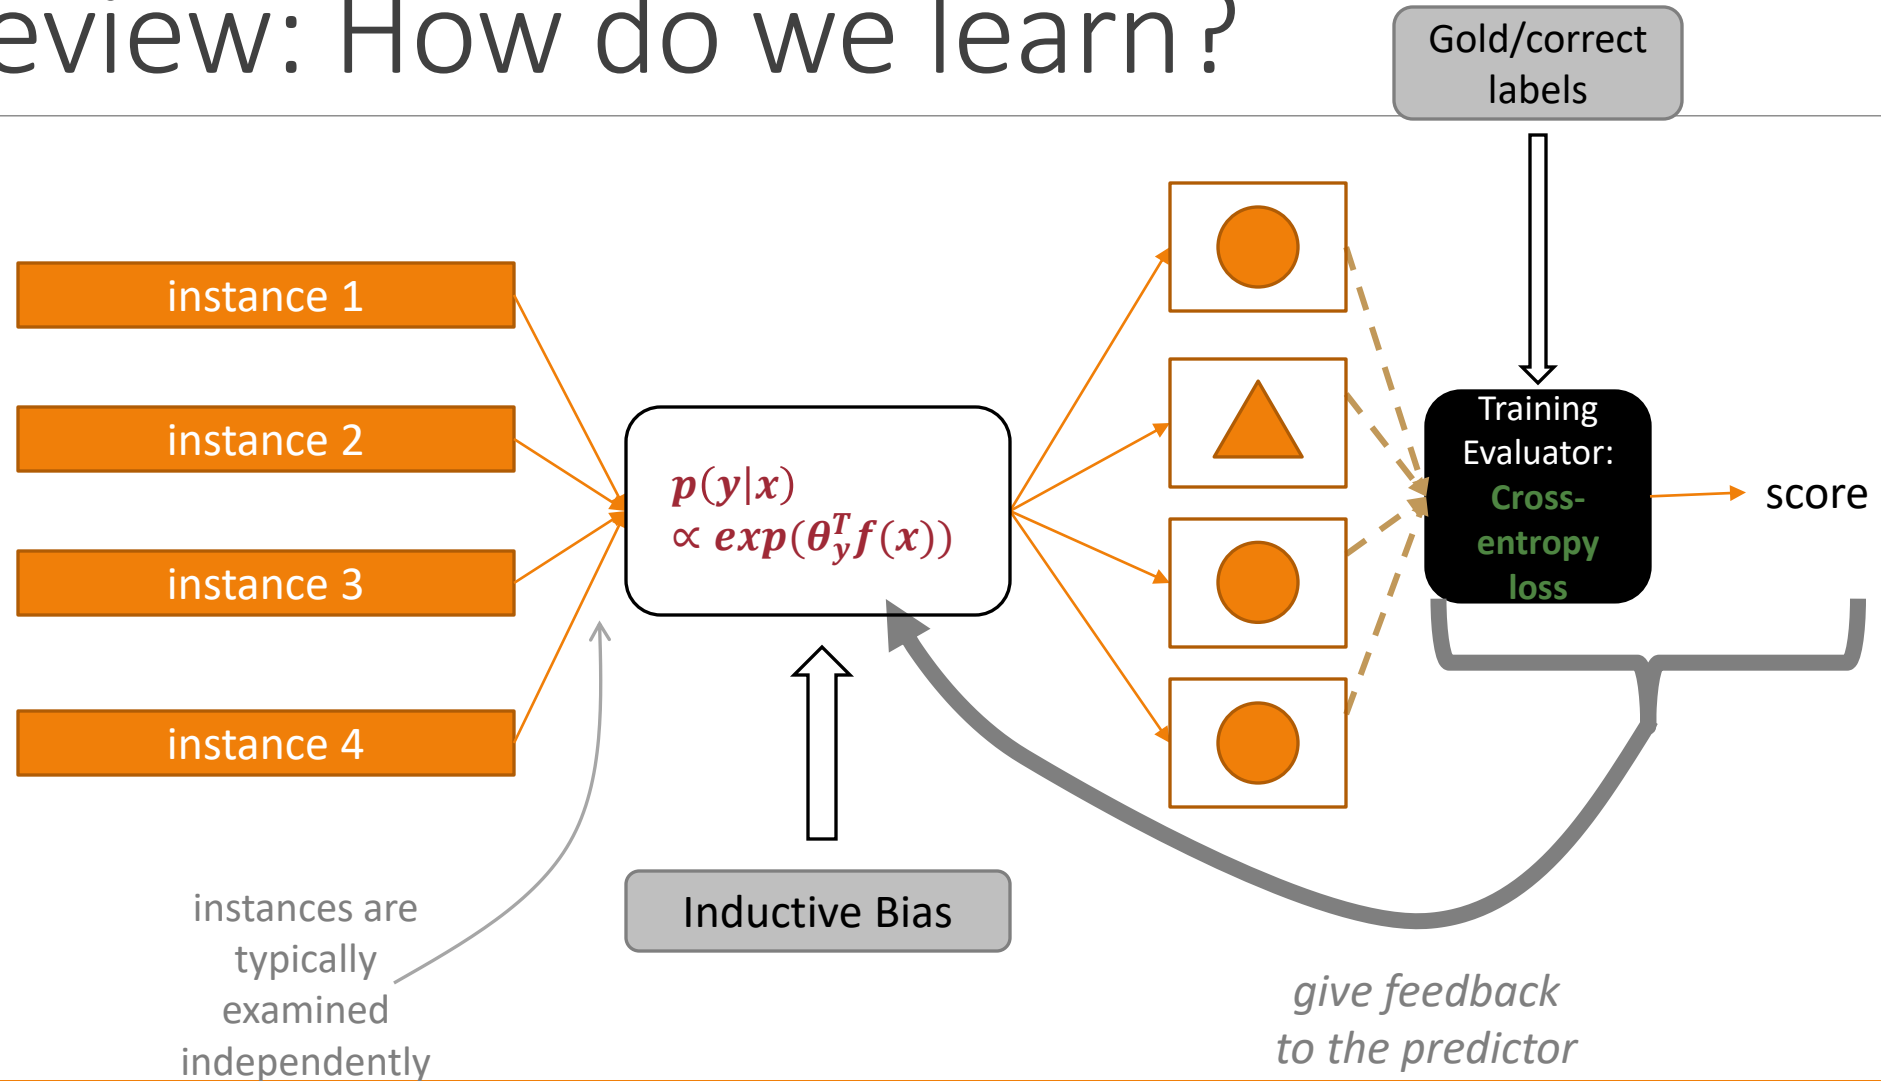 eview: How do we learn?
Gold/correct
labels
instance 1
instance 2
instance 3
instance 4
p(y|x)
∝ exp(θ_y^T f(x))
Training
Evaluator:
Cross-
entropy
loss
score
Inductive Bias
instances are
typically
examined
independently
give feedback
to the predictor